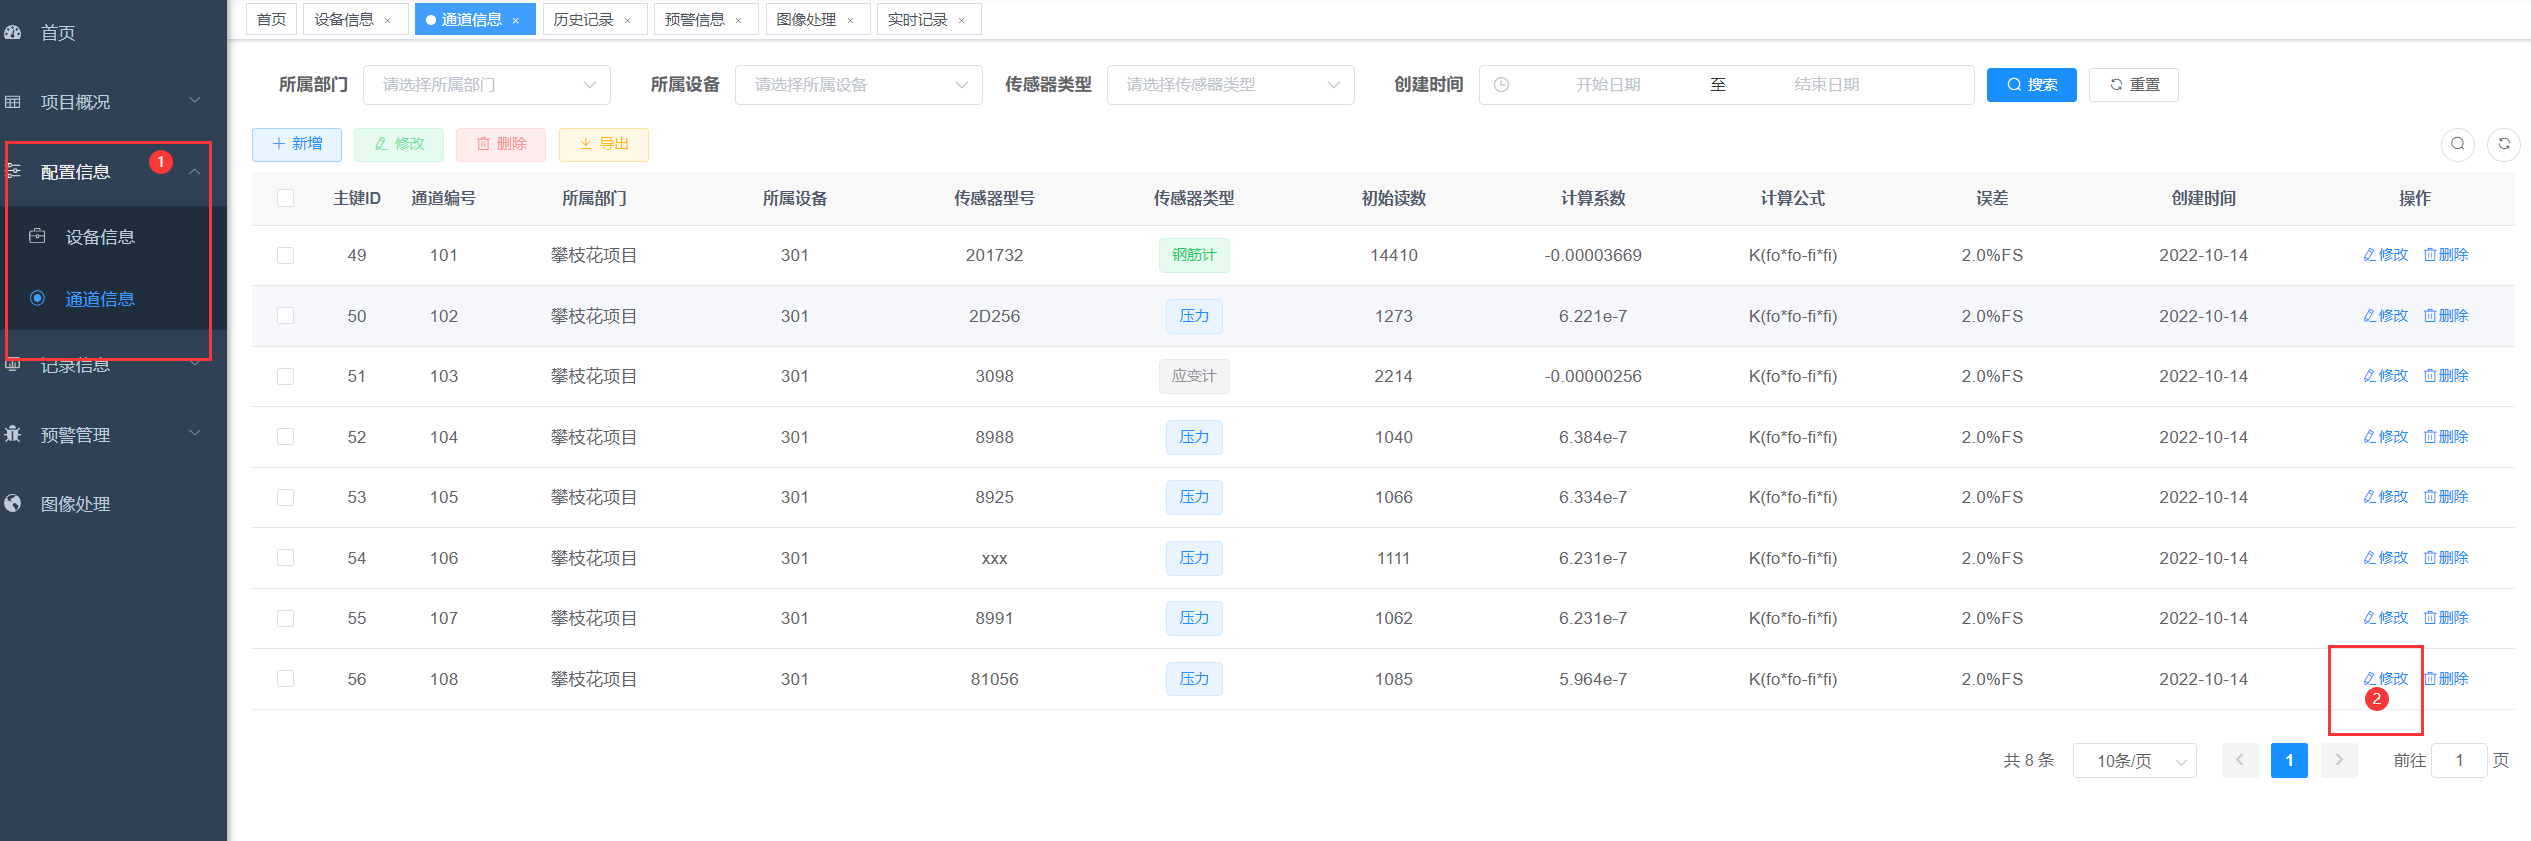 首页
项目概况
配置信息 1
设备信息
通道信息
记录信息
预警管理
图像处理
首页 设备信息 × 通道信息 × 历史记录 × 预警信息 × 图像处理 × 实时记录 ×
所属部门 请选择所属部门 所属设备 请选择所属设备 传感器类型 请选择传感器类型 创建时间 开始日期 至 结束日期 搜索 重置
新增 修改 删除 导出
主键ID 通道编号 所属部门 所属设备 传感器型号 传感器类型 初始读数 计算系数 计算公式 误差 创建时间 操作
49 101 攀枝花项目 301 201732 钢筋计 14410 -0.00003669 K(fo*fo-fi*fi) 2.0%FS 2022-10-14 修改 删除
50 102 攀枝花项目 301 2D256 压力 1273 6.221e-7 K(fo*fo-fi*fi) 2.0%FS 2022-10-14 修改 删除
51 103 攀枝花项目 301 3098 应变计 2214 -0.00000256 K(fo*fo-fi*fi) 2.0%FS 2022-10-14 修改 删除
52 104 攀枝花项目 301 8988 压力 1040 6.384e-7 K(fo*fo-fi*fi) 2.0%FS 2022-10-14 修改 删除
53 105 攀枝花项目 301 8925 压力 1066 6.334e-7 K(fo*fo-fi*fi) 2.0%FS 2022-10-14 修改 删除
54 106 攀枝花项目 301 xxx 压力 1111 6.231e-7 K(fo*fo-fi*fi) 2.0%FS 2022-10-14 修改 删除
55 107 攀枝花项目 301 8991 压力 1062 6.231e-7 K(fo*fo-fi*fi) 2.0%FS 2022-10-14 修改 删除
56 108 攀枝花项目 301 81056 压力 1085 5.964e-7 K(fo*fo-fi*fi) 2.0%FS 2022-10-14 修改 删除
2
共 8 条 10条/页 1 前往 1 页